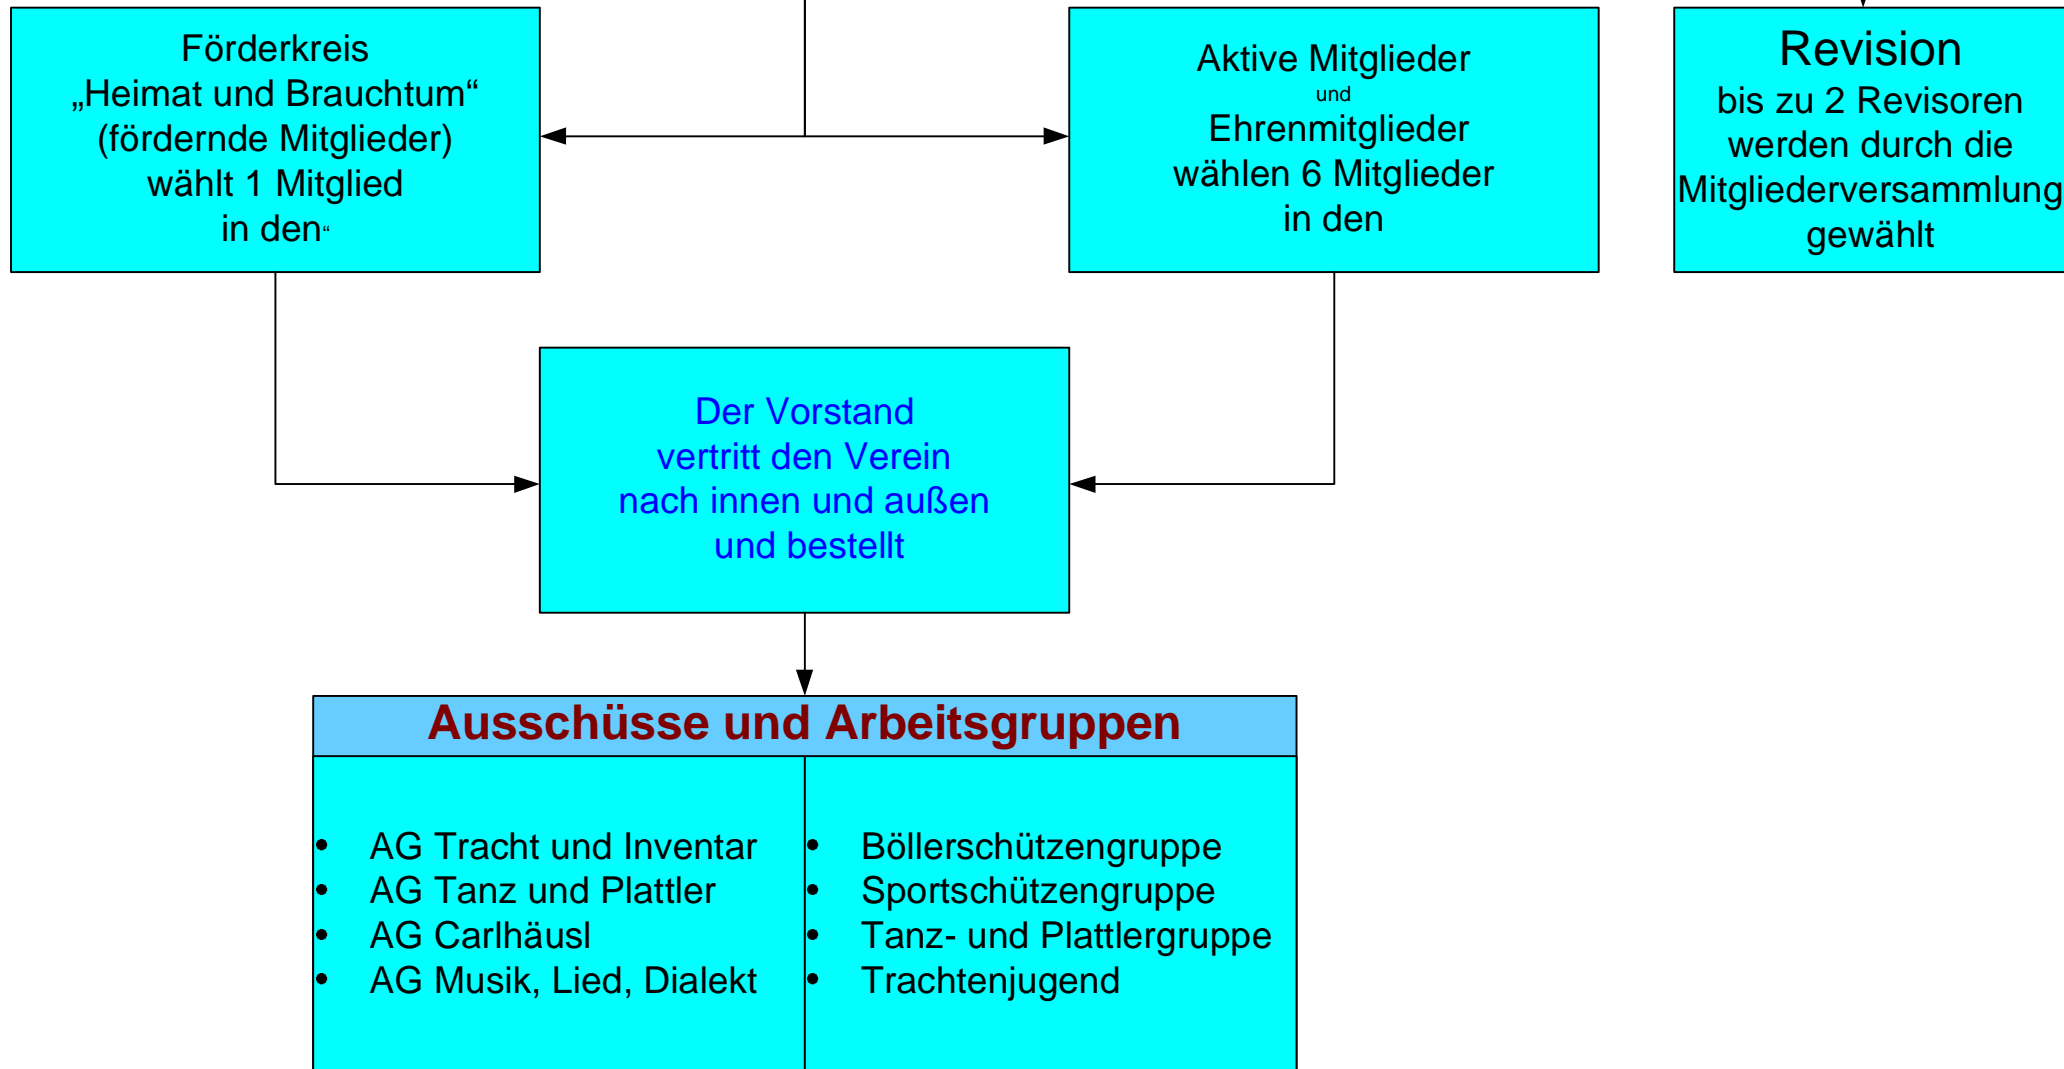 Förderkreis
„Heimat und Brauchtum“
(fördernde Mitglieder)
wählt 1 Mitglied
in den“
Aktive Mitglieder
und
Ehrenmitglieder
wählen 6 Mitglieder
in den
Revision
bis zu 2 Revisoren
werden durch die
Mitgliederversammlung
gewählt
Der Vorstand
vertritt den Verein
nach innen und außen
und bestellt
Ausschüsse und Arbeitsgruppen
• AG Tracht und Inventar
• AG Tanz und Plattler
• AG Carlhäusl
• AG Musik, Lied, Dialekt
• Böllerschützengruppe
• Sportschützengruppe
• Tanz- und Plattlergruppe
• Trachtenjugend